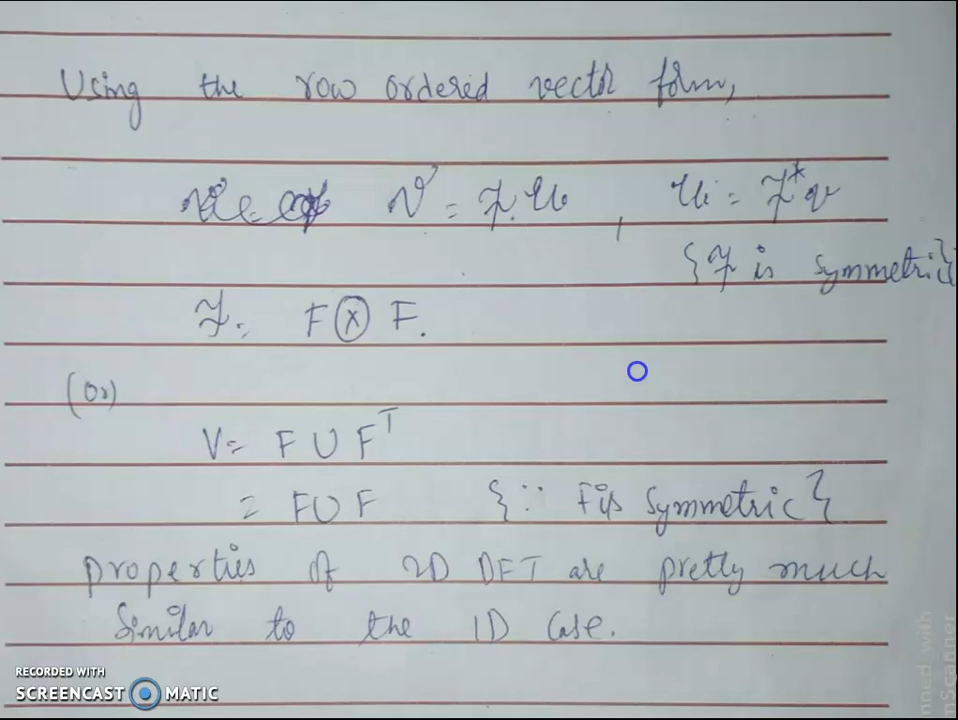 Using the row ordered vector form,
v = ℱ.u , u = ℱ*v
{ℱ is symmetric}
ℱ = F ⊗ F.
(Or)
V = F U Fᵀ
= F U F {∵ F is Symmetric}
properties of 2D DFT are pretty much
similar to the 1D case.
RECORDED WITH
SCREENCAST MATIC